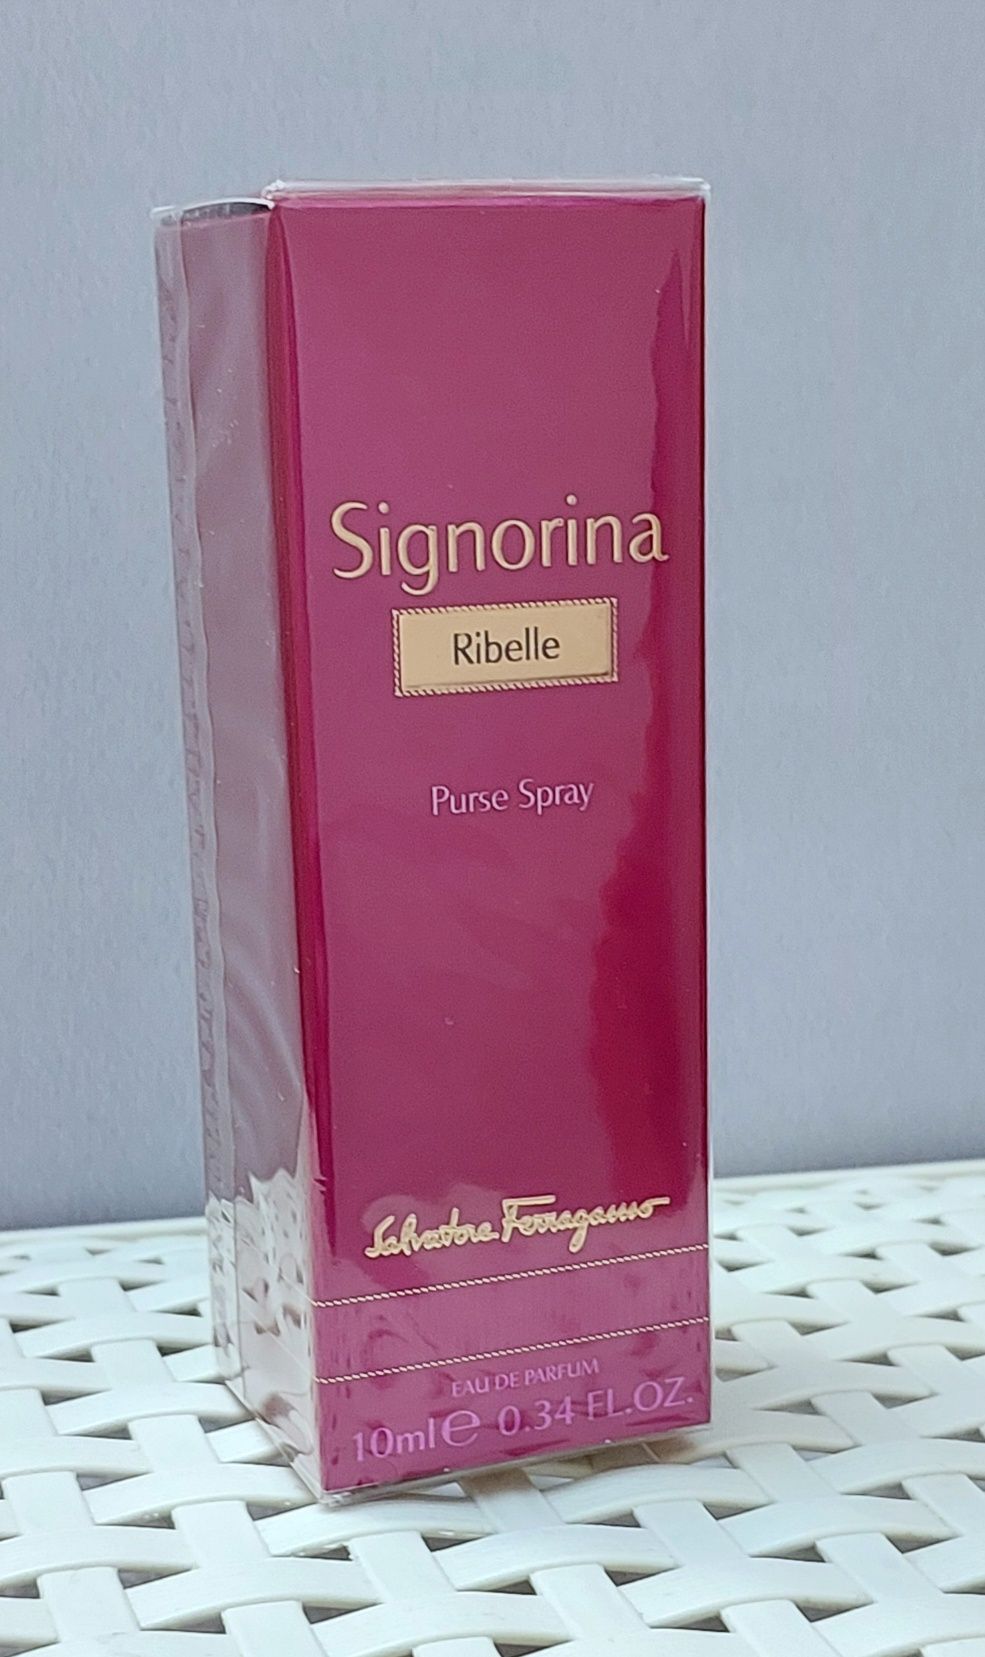 Signorina
Ribelle
Purse Spray
Salvatore Ferragamo
EAU DE PARFUM
10ml e 0.34 FL.OZ.